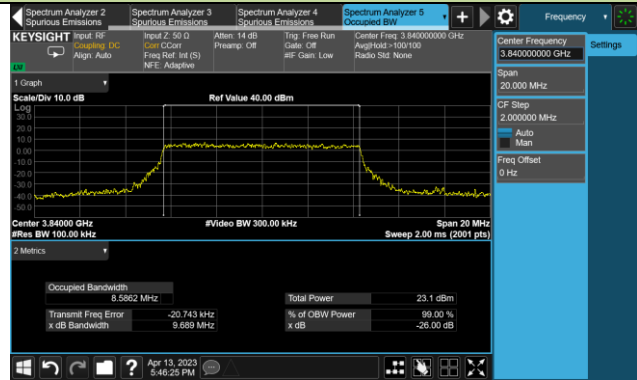 Spectrum Analyzer 2
Spurious Emissions
Spectrum Analyzer 3
Spurious Emissions
Spectrum Analyzer 4
Spurious Emissions
Spectrum Analyzer 5
Occupied BW
Frequency
KEYSIGHT
Input: RF
Coupling: DC
Align: Auto
Input Z: 50 Ω
Corr CCorr
Freq Ref: Int (S)
NFE: Adaptive
Atten: 14 dB
Preamp: Off
Trig: Free Run
Gate: Off
#IF Gain: Low
Center Freq: 3.840000000 GHz
Avg|Hold:>100/100
Radio Std: None
LXI
Center Frequency
3.840000000 GHz
Settings
Span
20.000 MHz
CF Step
2.000000 MHz
Auto
Man
Freq Offset
0 Hz
1 Graph
Scale/Div 10.0 dB
Ref Value 40.00 dBm
Log
30.0
20.0
10.0
0.00
-10.0
-20.0
-30.0
-40.0
-50.0
Center 3.84000 GHz
#Video BW 300.00 kHz
Span 20 MHz
#Res BW 100.00 kHz
Sweep 2.00 ms (2001 pts)
2 Metrics
Occupied Bandwidth
8.5862 MHz
Total Power 23.1 dBm
Transmit Freq Error -20.743 kHz
% of OBW Power 99.00 %
x dB Bandwidth 9.689 MHz
x dB -26.00 dB
?
Apr 13, 2023
5:46:25 PM